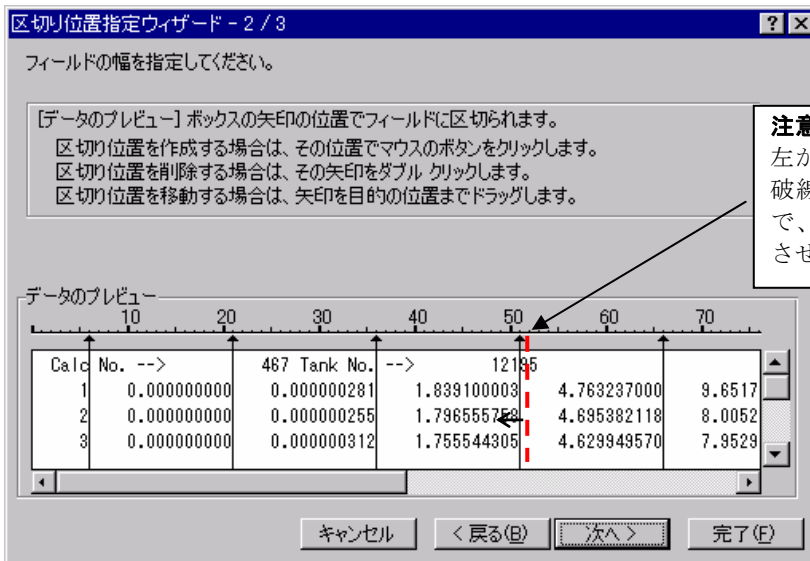 区切り位置指定ウィザード - 2 / 3
フィールドの幅を指定してください。
[データのプレビュー] ボックスの矢印の位置でフィールドに区切られます。
区切り位置を作成する場合は、その位置でマウスのボタンをクリックします。
区切り位置を削除する場合は、その矢印をダブル クリックします。
区切り位置を移動する場合は、矢印を目的の位置までドラッグします。
注意
左か
破線
で、
させ
データのプレビュー
10 20 30 40 50 60 70
Calc No. --> 467 Tank No. --> 12195
1 0.000000000 0.000000281 1.839100003 4.763237000 9.6517
2 0.000000000 0.000000255 4.695382118 8.0052
3 0.000000000 0.000000312 1.755544305 4.629949570 7.9529
キャンセル < 戻る(B) 次へ > 完了(F)